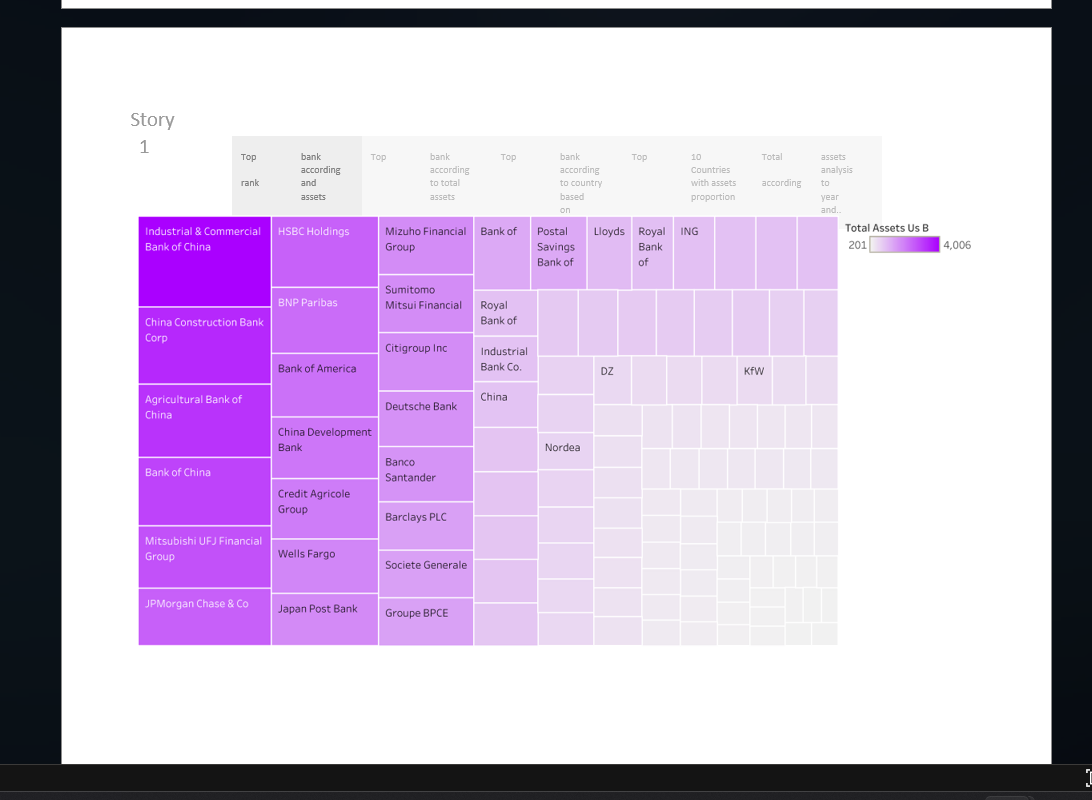 Story
1
Top
rank
bank
according
and
assets
Top
bank
according
to total
assets
Top
bank
according
to country
based
on
Top
10
Countries
with assets
proportion
Total
according
assets
analysis
to
year
and..
Industrial & Commercial
Bank of China
China Construction Bank
Corp
Agricultural Bank of
China
Bank of China
Mitsubishi UFJ Financial
Group
JPMorgan Chase & Co
HSBC Holdings
BNP Paribas
Bank of America
China Development
Bank
Credit Agricole
Group
Wells Fargo
Japan Post Bank
Mizuho Financial
Group
Sumitomo
Mitsui Financial
Citigroup Inc
Deutsche Bank
Banco
Santander
Barclays PLC
Societe Generale
Groupe BPCE
Bank of
Royal
Bank of
Industrial
Bank Co.
China
Postal
Savings
Bank of
Lloyds
Royal
Bank
of
ING
DZ
KfW
Nordea
Total Assets Us B
201
4,006